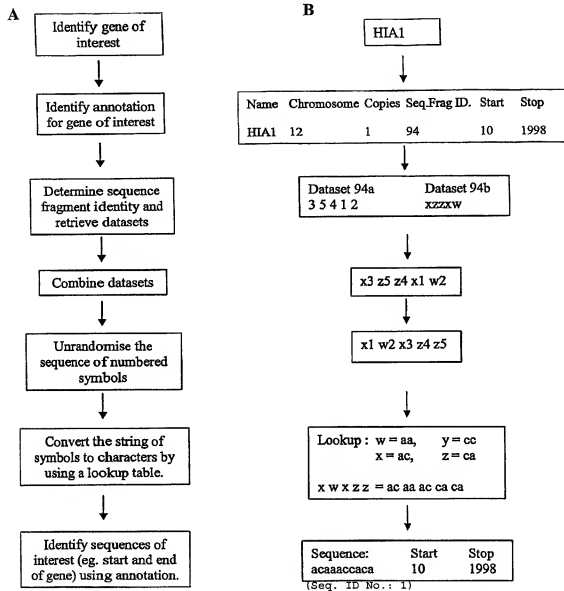 A
Identify gene of
interest
Identify annotation
for gene of interest
Determine sequence
fragment identity and
retrieve datasets
Combine datasets
Unrandomise
the sequence
of numbered
symbols
Convert the string of
symbols to characters by
using a lookup table.
Identify sequences of
interest (eg. start and end
of gene) using annotation.
B
HIA1
Name Chromosome Copies Seq.Frag ID. Start Stop
HIA1 12 1 94 10 1998
Dataset 94a Dataset 94b
3 5 4 1 2 xzzxw
x3 z5 z4 x1 w2
x1 w2 x3 z4 z5
Lookup : w = aa, y = cc
x = ac, z = ca
x w x z z = ac aa ac ca ca
Sequence: Start Stop
acaaaccaca 10 1998
(Seq. ID No.: 1)